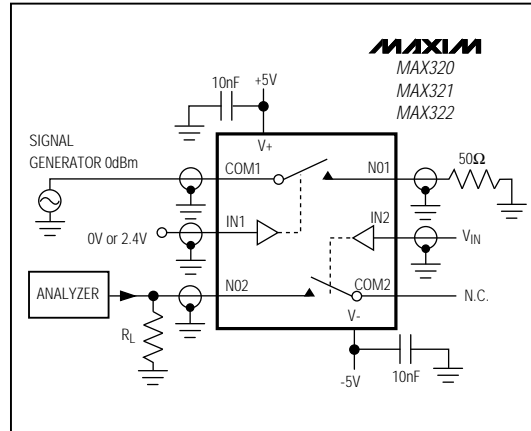 MAXIM
MAX320
MAX321
MAX322
+5V
10nF
V+
SIGNAL
GENERATOR 0dBm
COM1
N01
50Ω
0V or 2.4V
IN1
IN2
VIN
ANALYZER
N02
COM2
N.C.
RL
V-
-5V
10nF